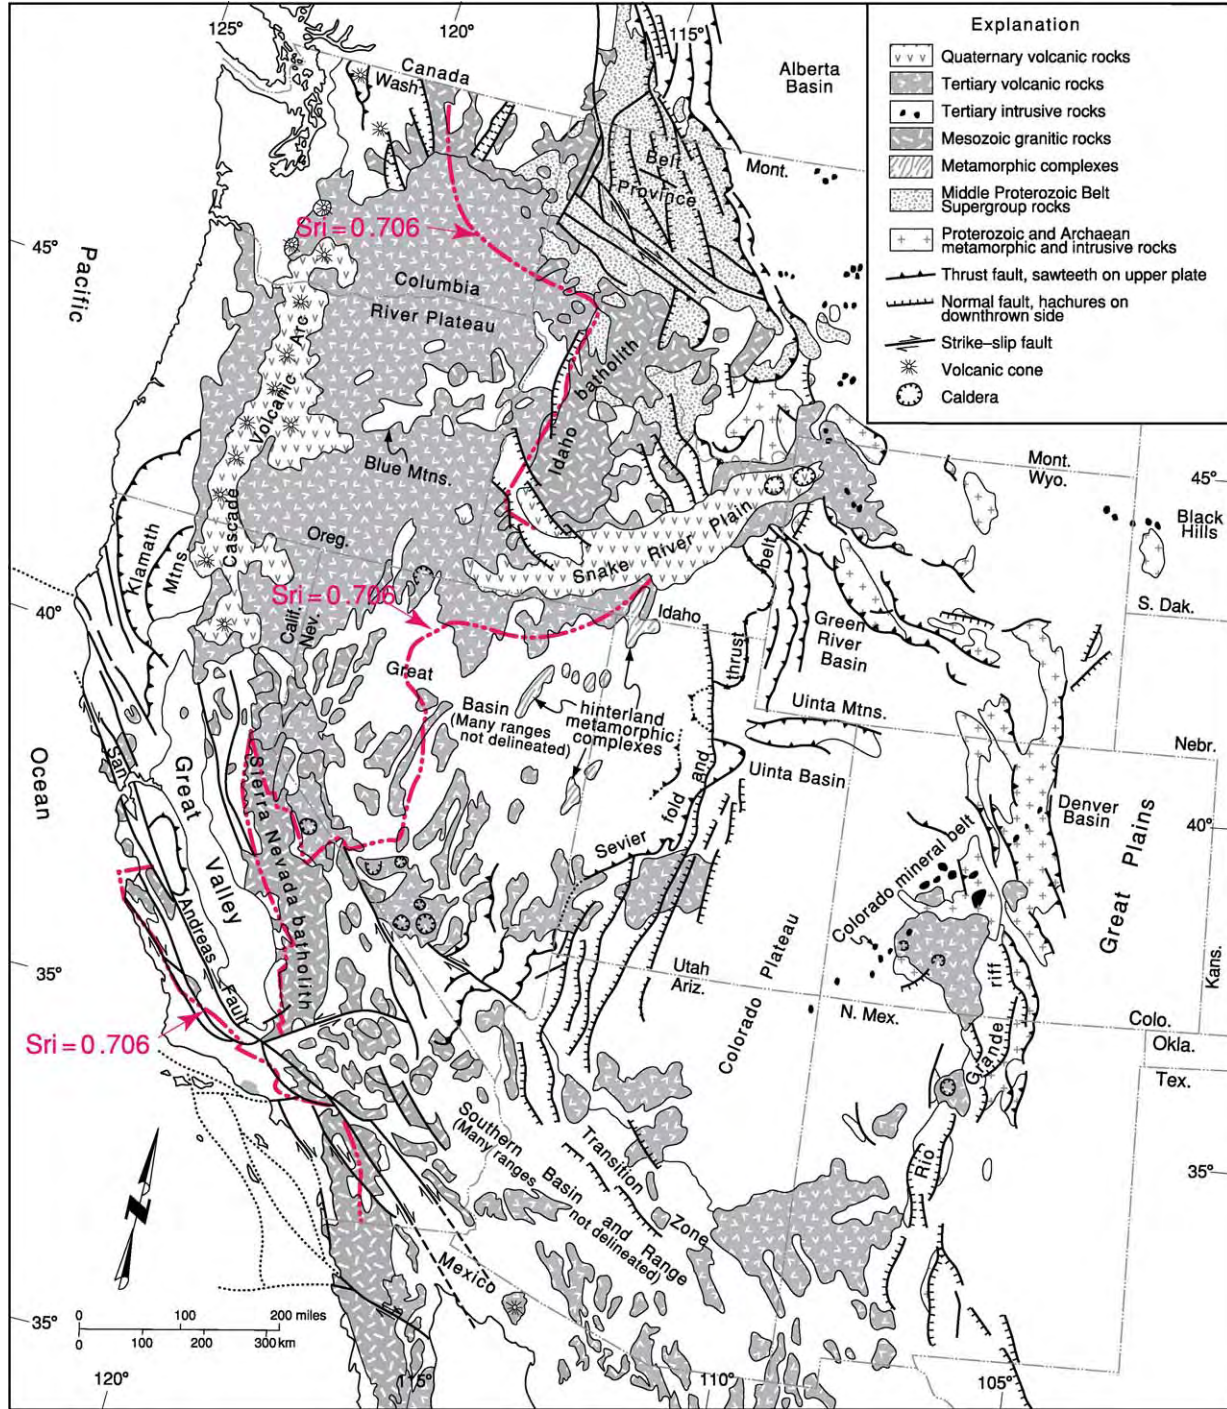 125°
120°
115°
Canada
Wash
Alberta
Basin
Mont.
Belt
Province
Explanation
Quaternary volcanic rocks
Tertiary volcanic rocks
Tertiary intrusive rocks
Mesozoic granitic rocks
Metamorphic complexes
Middle Proterozoic Belt
Supergroup rocks
Proterozoic and Archaean
metamorphic and intrusive rocks
Thrust fault, sawteeth on upper plate
Normal fault, hachures on
downthrown side
Strike–slip fault
Volcanic cone
Caldera
45°
Pacific
Sri = 0.706
Columbia
River Plateau
Cascade Volcanic Arc
Idaho batholith
Blue Mtns.
Mont.
Wyo.
45°
Black
Hills
Klamath
Mtns.
Oreg.
Snake River Plain
40°
Sri = 0.706
Calif.
Nev.
Idaho
S. Dak.
Green
River
Basin
Great
Basin
(Many ranges
not delineated)
hinterland
metamorphic
complexes
Uinta Mtns.
Nebr.
Uinta Basin
Sevier fold and thrust belt
Ocean
San Andreas Fault
Great Valley
Sierra Nevada batholith
Denver
Basin
40°
Great Plains
Colorado mineral belt
35°
Utah
Ariz.
Colorado Plateau
N. Mex.
Colo.
Kans.
Okla.
Tex.
Rio Grande rift
Sri = 0.706
Southern Basin and Range
(Many ranges not delineated)
Transition Zone
35°
Mexico
N
35°
0 100 200 miles
0 100 200 300 km
120°
115°
110°
105°